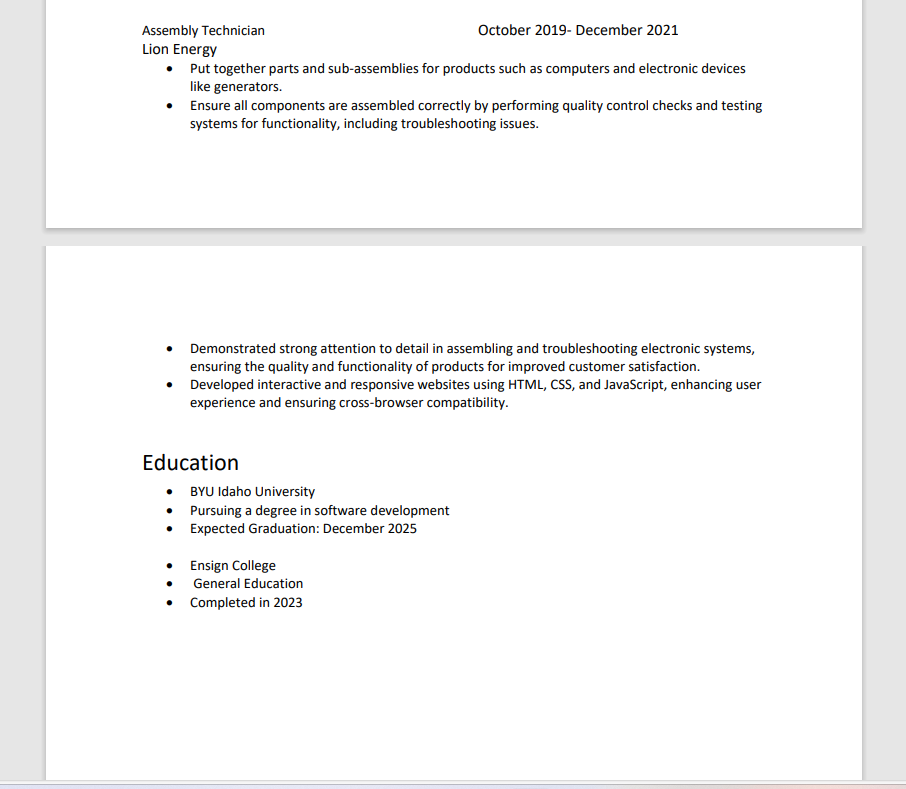 Assembly Technician October 2019- December 2021
Lion Energy
• Put together parts and sub-assemblies for products such as computers and electronic devices
like generators.
• Ensure all components are assembled correctly by performing quality control checks and testing
systems for functionality, including troubleshooting issues.
• Demonstrated strong attention to detail in assembling and troubleshooting electronic systems,
ensuring the quality and functionality of products for improved customer satisfaction.
• Developed interactive and responsive websites using HTML, CSS, and JavaScript, enhancing user
experience and ensuring cross-browser compatibility.
Education
• BYU Idaho University
• Pursuing a degree in software development
• Expected Graduation: December 2025
• Ensign College
• General Education
• Completed in 2023